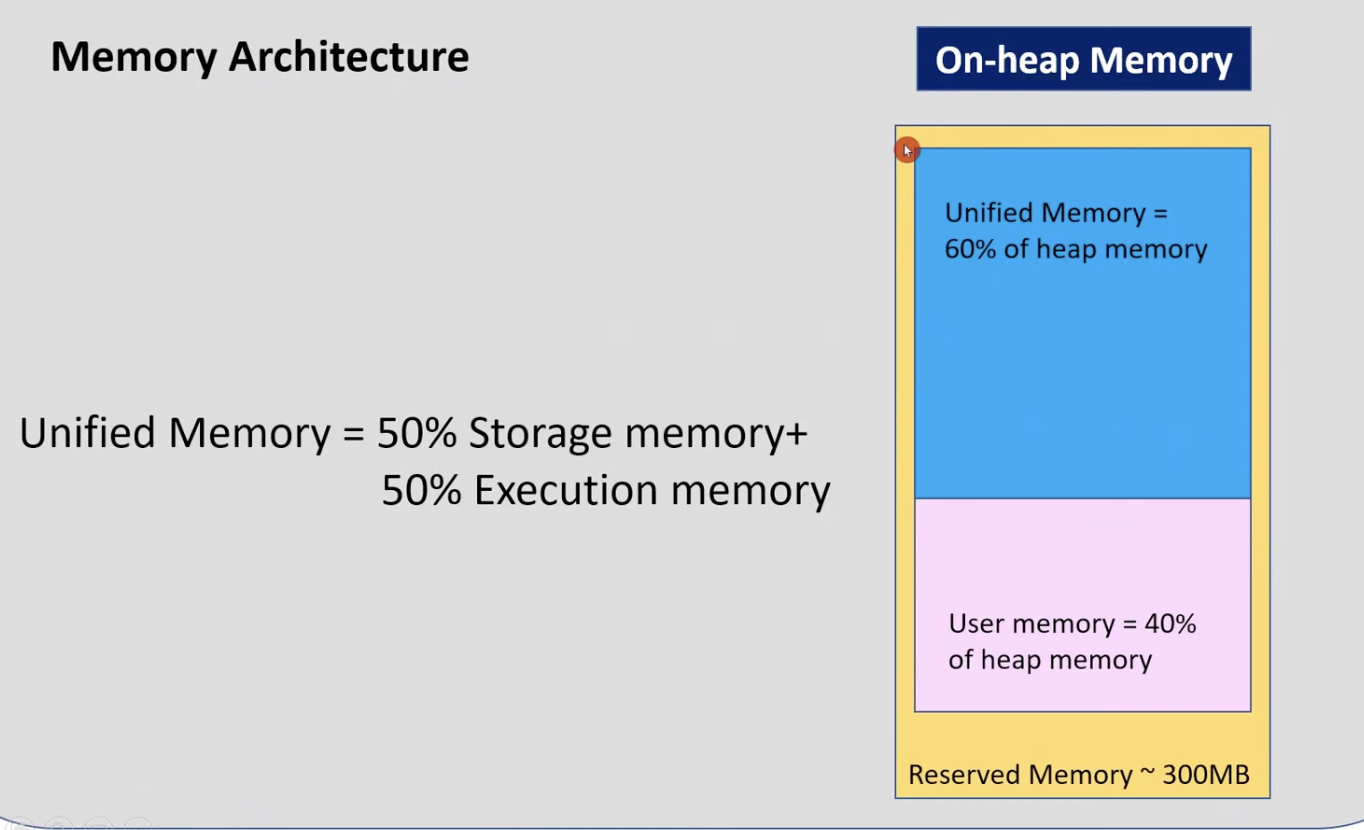 Memory Architecture
On-heap Memory
Unified Memory =
60% of heap memory
Unified Memory = 50% Storage memory+
50% Execution memory
User memory = 40%
of heap memory
Reserved Memory ~ 300MB